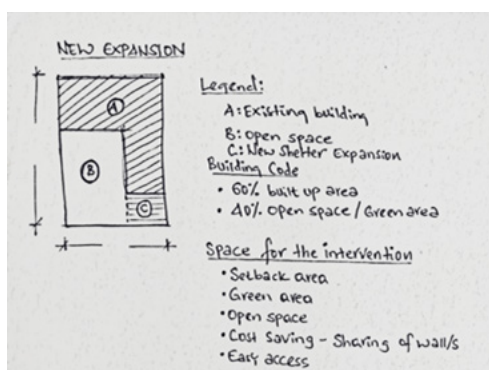 NEW EXPANSION
A
B
C
Legend:
A: Existing building
B: open space
C: New Shelter Expansion
Building Code
• 60% built up area
• 40% open space / Green area
Space for the intervention
• Setback area
• Green area
• Open space
• Cost Saving - Sharing of wall/s
• Easy access